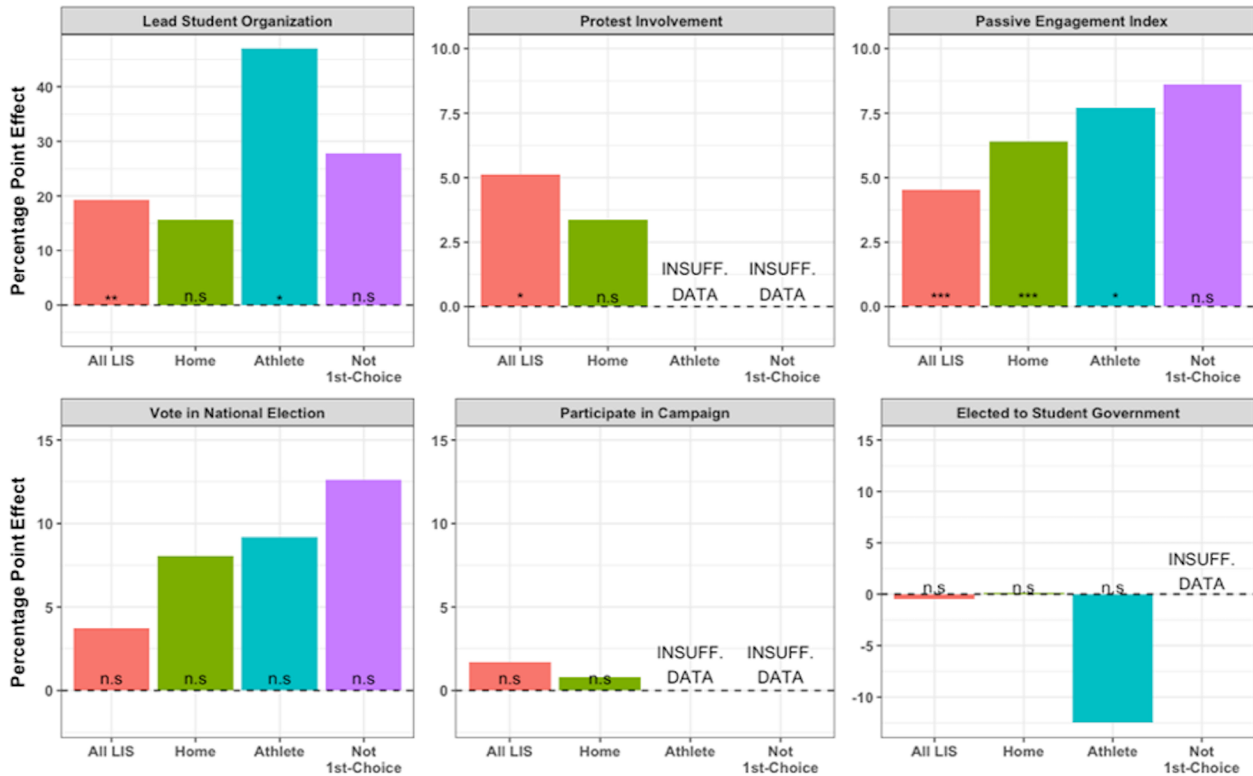 Lead Student Organization
Percentage Point Effect
40
30
20
10
0
**
n.s
*
n.s
All LIS
Home
Athlete
Not
1st-Choice
Protest Involvement
10.0
7.5
5.0
2.5
0.0
*
n.s
INSUFF.
DATA
INSUFF.
DATA
All LIS
Home
Athlete
Not
1st-Choice
Passive Engagement Index
10.0
7.5
5.0
2.5
0.0
***
***
*
n.s
All LIS
Home
Athlete
Not
1st-Choice
Vote in National Election
Percentage Point Effect
15
10
5
0
n.s
n.s
n.s
n.s
All LIS
Home
Athlete
Not
1st-Choice
Participate in Campaign
15
10
5
0
n.s
n.s
INSUFF.
DATA
INSUFF.
DATA
All LIS
Home
Athlete
Not
1st-Choice
Elected to Student Government
15
10
5
0
-5
-10
n.s
n.s
n.s
INSUFF.
DATA
All LIS
Home
Athlete
Not
1st-Choice